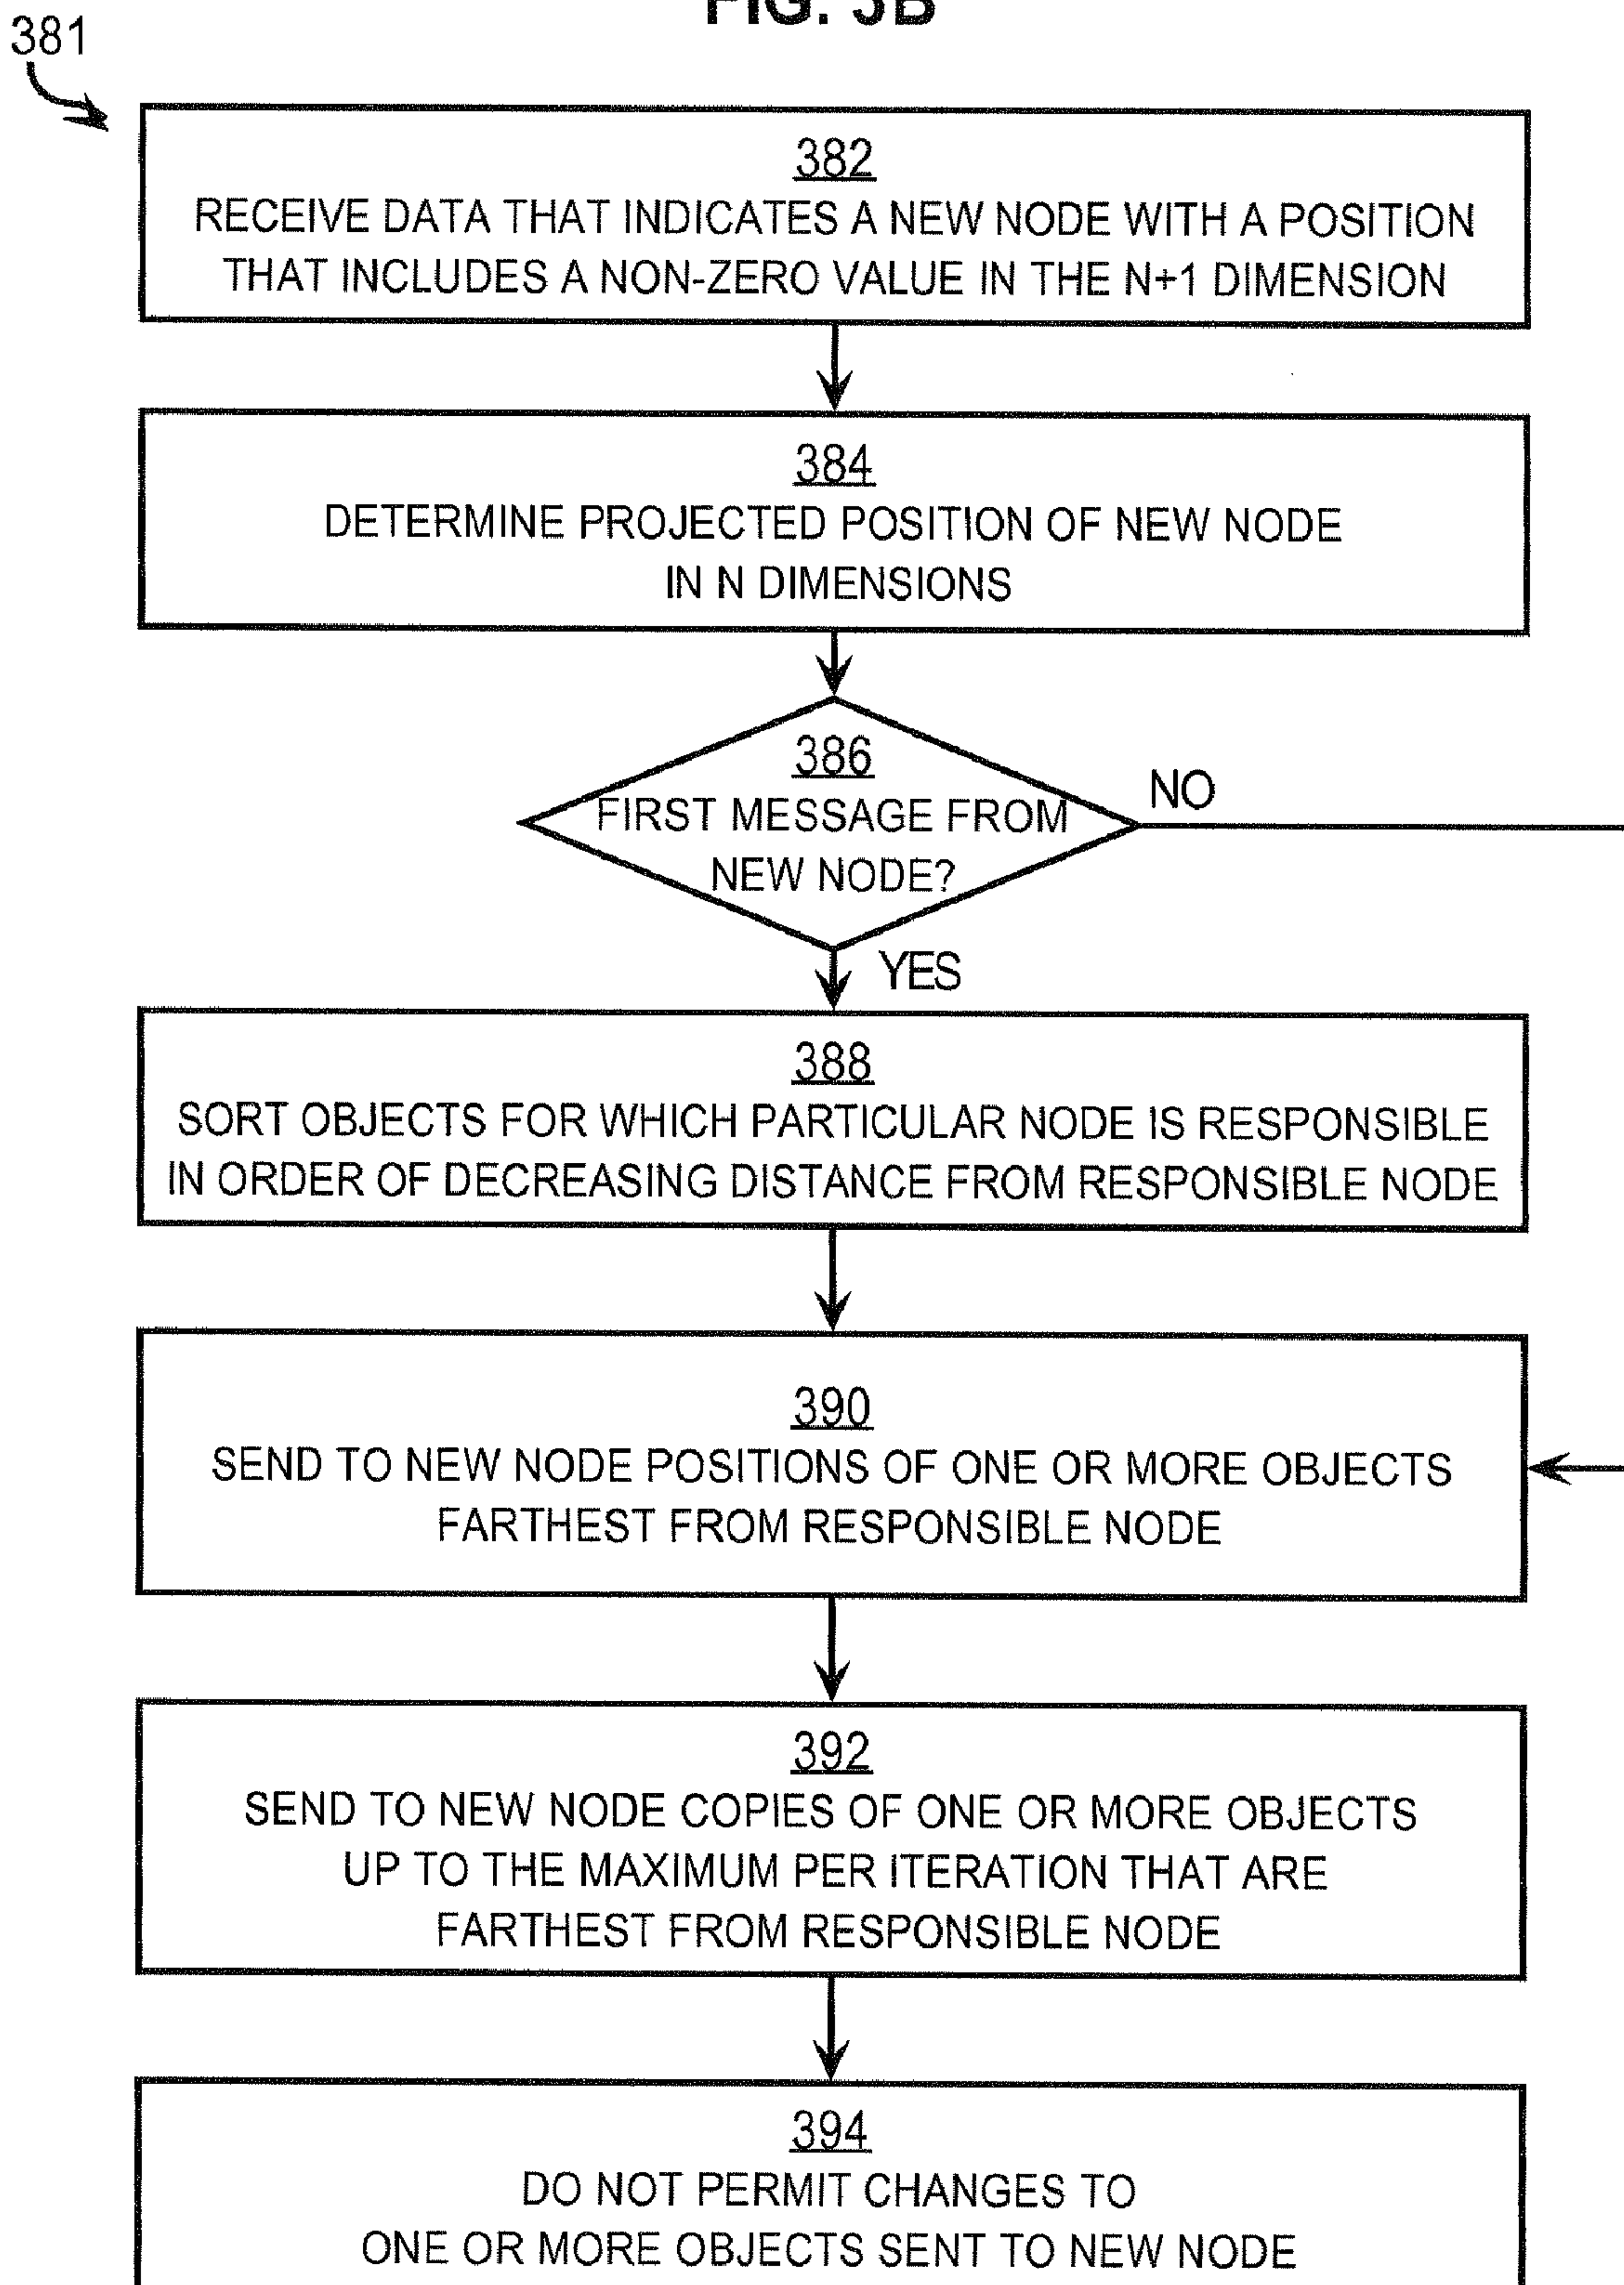 FIG. 3B
381
382
RECEIVE DATA THAT INDICATES A NEW NODE WITH A POSITION
THAT INCLUDES A NON-ZERO VALUE IN THE N+1 DIMENSION
384
DETERMINE PROJECTED POSITION OF NEW NODE
IN N DIMENSIONS
386
FIRST MESSAGE FROM
NEW NODE?
NO
YES
388
SORT OBJECTS FOR WHICH PARTICULAR NODE IS RESPONSIBLE
IN ORDER OF DECREASING DISTANCE FROM RESPONSIBLE NODE
390
SEND TO NEW NODE POSITIONS OF ONE OR MORE OBJECTS
FARTHEST FROM RESPONSIBLE NODE
392
SEND TO NEW NODE COPIES OF ONE OR MORE OBJECTS
UP TO THE MAXIMUM PER ITERATION THAT ARE
FARTHEST FROM RESPONSIBLE NODE
394
DO NOT PERMIT CHANGES TO
ONE OR MORE OBJECTS SENT TO NEW NODE